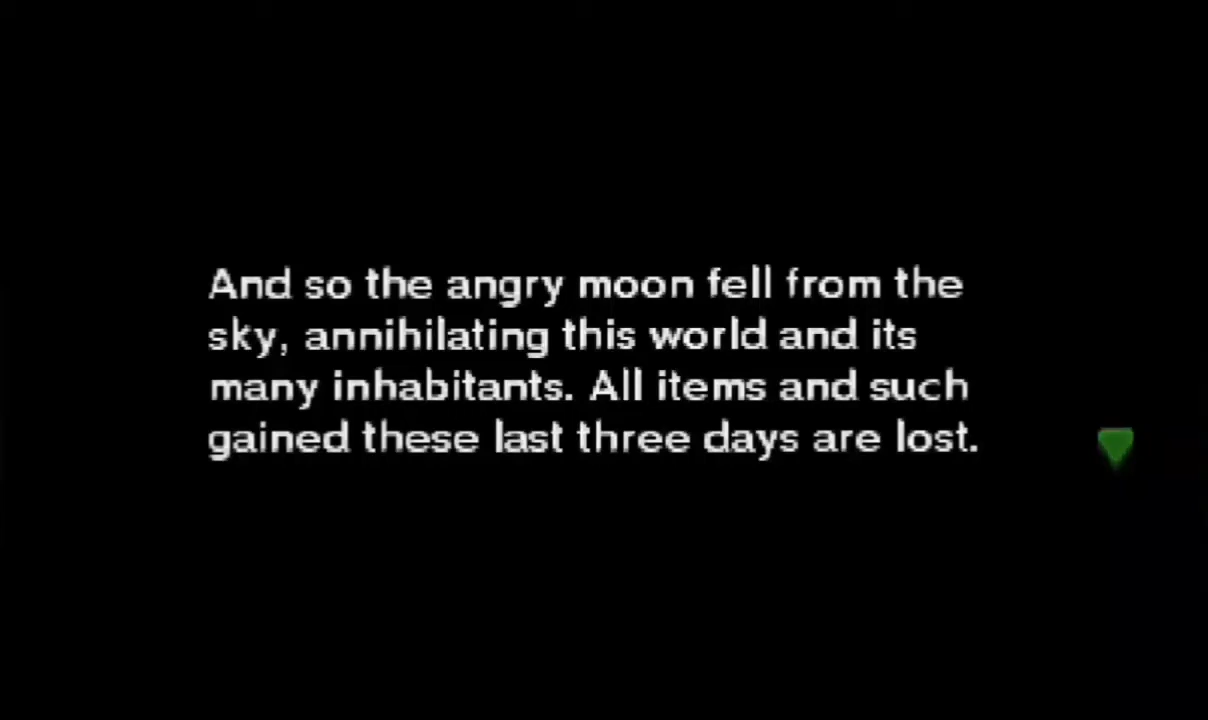 And so the angry moon fell from the
sky, annihilating this world and its
many inhabitants. All items and such
gained these last three days are lost.